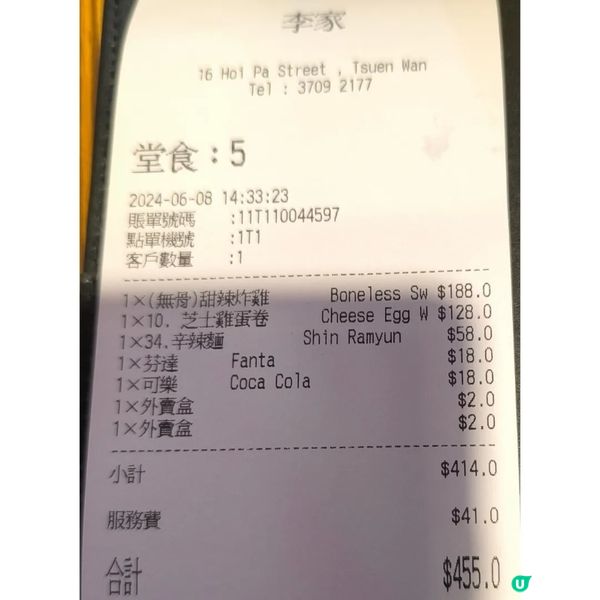 李家
16 Hoi Pa Street , Tsuen Wan
Tel : 3709 2177
堂食：5
2024-06-08 14:33:23
賬單號碼 :11T110044597
點單機號 :1T1
客戶數量 :1
1×(無骨)甜辣炸雞 Boneless Sw $188.0
1×10. 芝士雞蛋卷 Cheese Egg W $128.0
1×34.辛辣麵 Shin Ramyun $58.0
1×芬達 Fanta $18.0
1×可樂 Coca Cola $18.0
1×外賣盒 $2.0
1×外賣盒 $2.0
小計 $414.0
服務費 $41.0
合計 $455.0
U